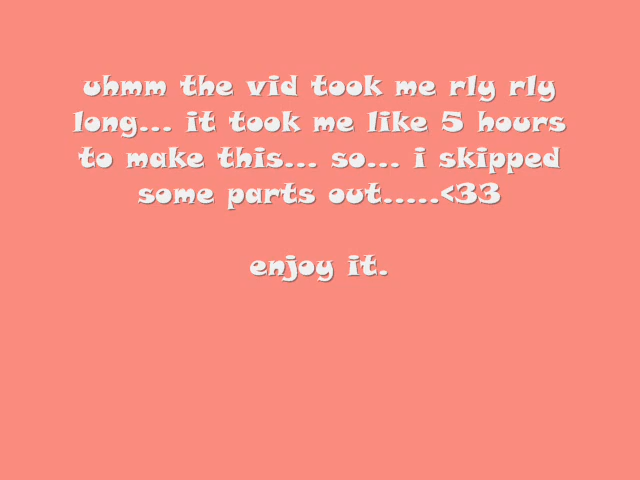 uhmm the vid took me rly rly
long... it took me like 5 hours
to make this... so... i skipped
some parts out.....<33
enjoy it.